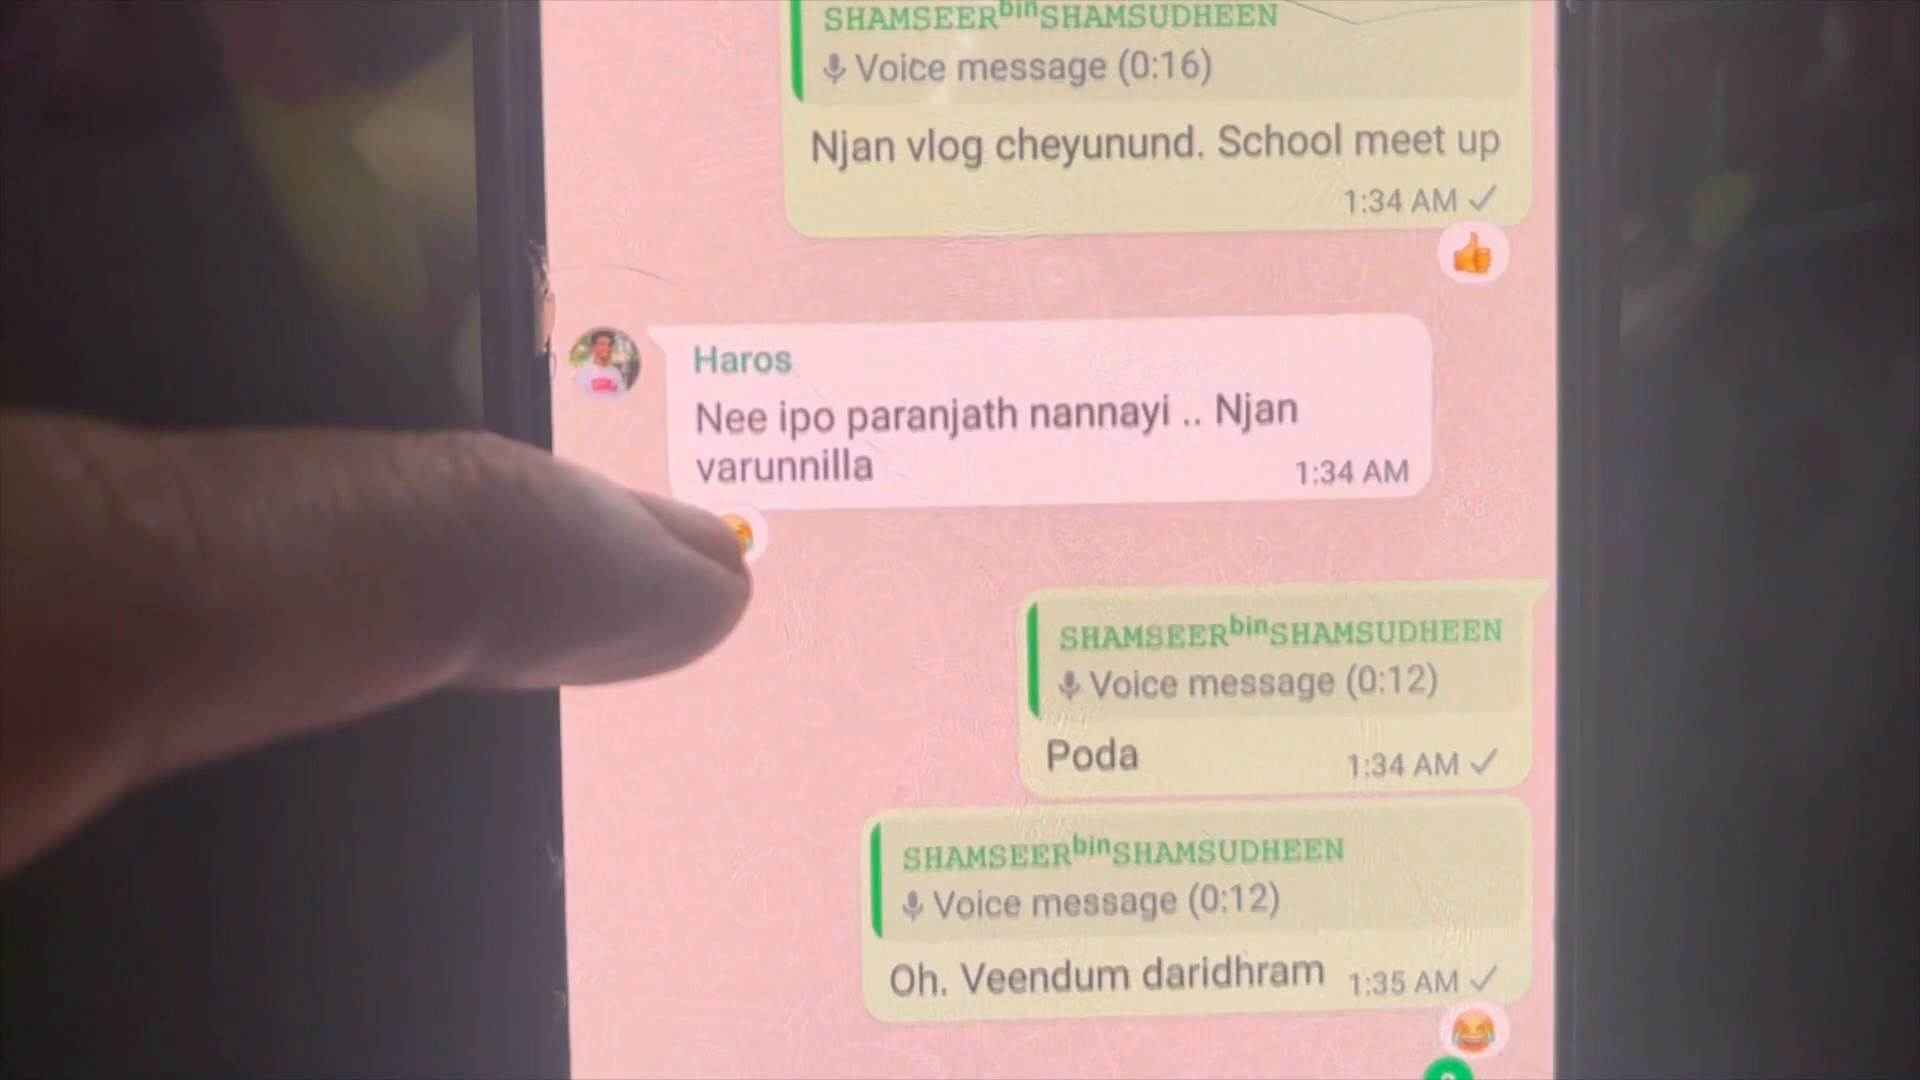 SHAMSEERbinSHAMSUDHEEN
Voice message (0:16)
Njan vlog cheyunund. School meet up
1:34 AM
Haros
Nee ipo paranjath nannayi .. Njan
varunnilla
1:34 AM
SHAMSEERbinSHAMSUDHEEN
Voice message (0:12)
Poda 1:34 AM
SHAMSEERbinSHAMSUDHEEN
Voice message (0:12)
Oh. Veendum daridhram 1:35 AM